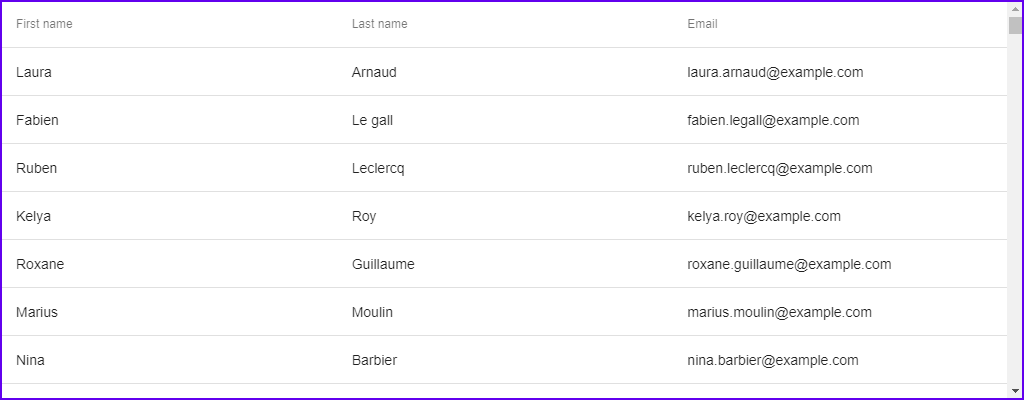 First name Last name Email
Laura Arnaud laura.arnaud@example.com
Fabien Le gall fabien.legall@example.com
Ruben Leclercq ruben.leclercq@example.com
Kelya Roy kelya.roy@example.com
Roxane Guillaume roxane.guillaume@example.com
Marius Moulin marius.moulin@example.com
Nina Barbier nina.barbier@example.com